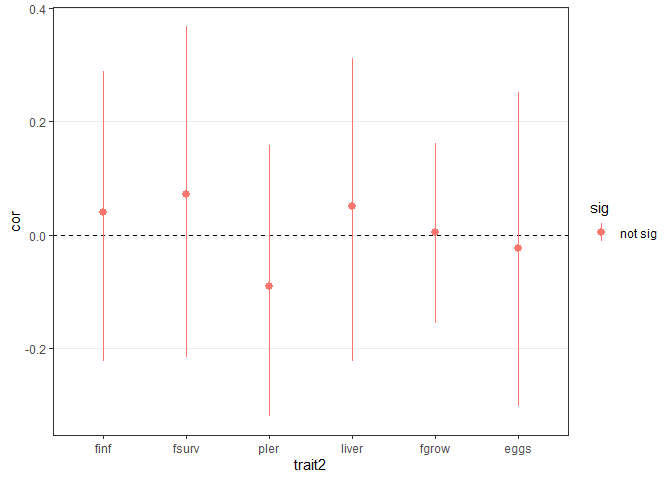 0.4
0.2
0.0
-0.2
cor
finf
fsurv
pler
liver
fgrow
eggs
trait2
sig
not sig